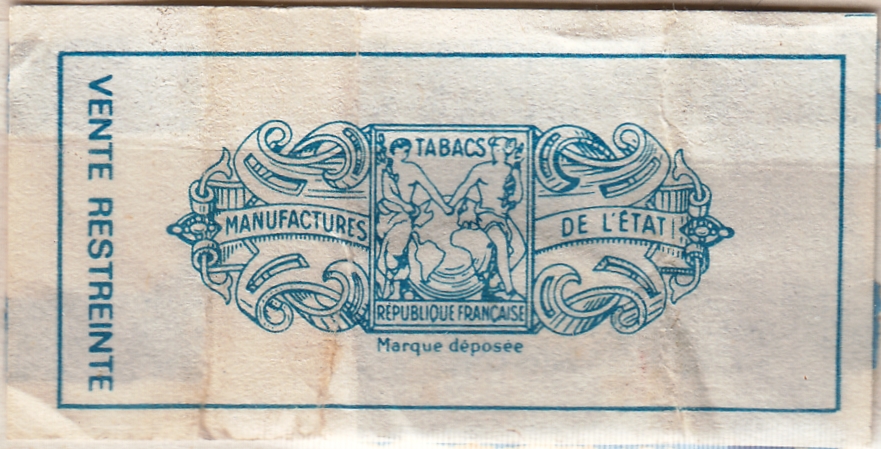 VENTE RESTREINTE
TABACS
MANUFACTURES
DE L'ÉTAT
RÉPUBLIQUE FRANÇAISE
Marque déposée